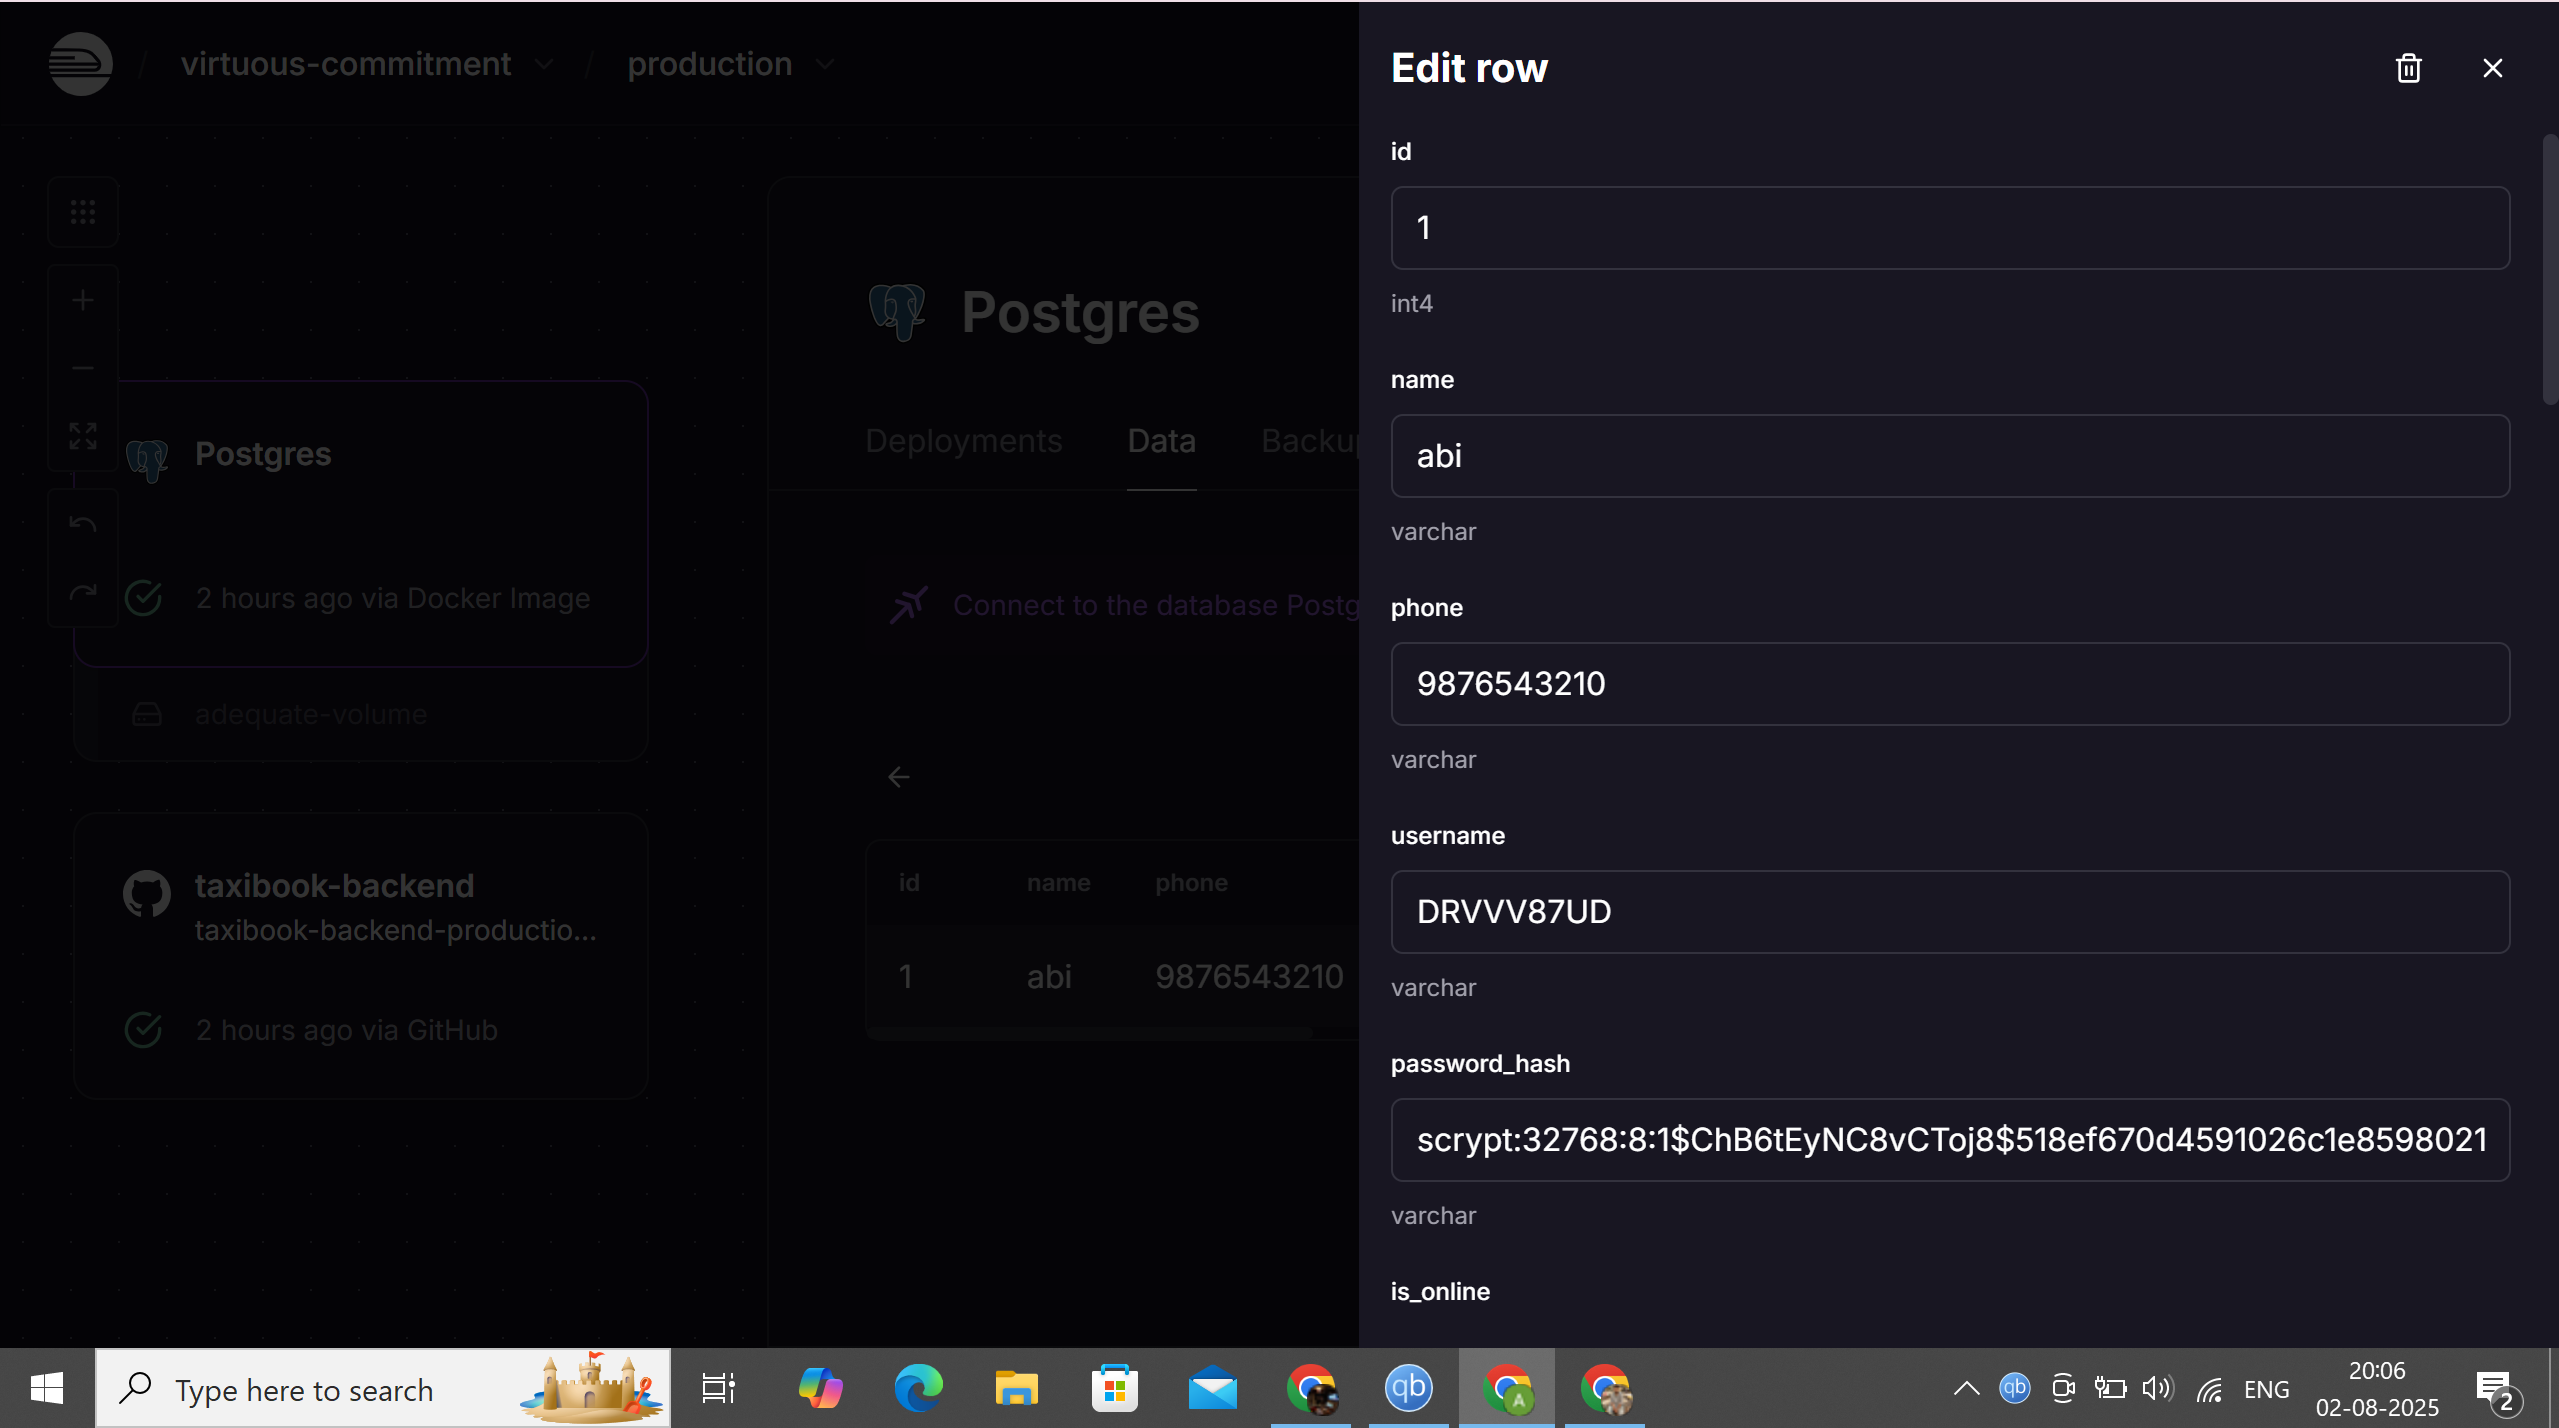 virtuous-commitment
production
Postgres
2 hours ago via Docker Image
adequate-volume
taxibook-backend
taxibook-backend-productio...
2 hours ago via GitHub
Postgres
Deployments Data Backu
Connect to the database Postg
id name phone
1 abi 9876543210
Edit row
id
1
int4
name
abi
varchar
phone
9876543210
varchar
username
DRVVV87UD
varchar
password_hash
scrypt:32768:8:1$ChB6tEyNC8vCToj8$518ef670d4591026c1e8598021
varchar
is_online
Type here to search
qb
A
qb
ENG
20:06
02-08-2025
2